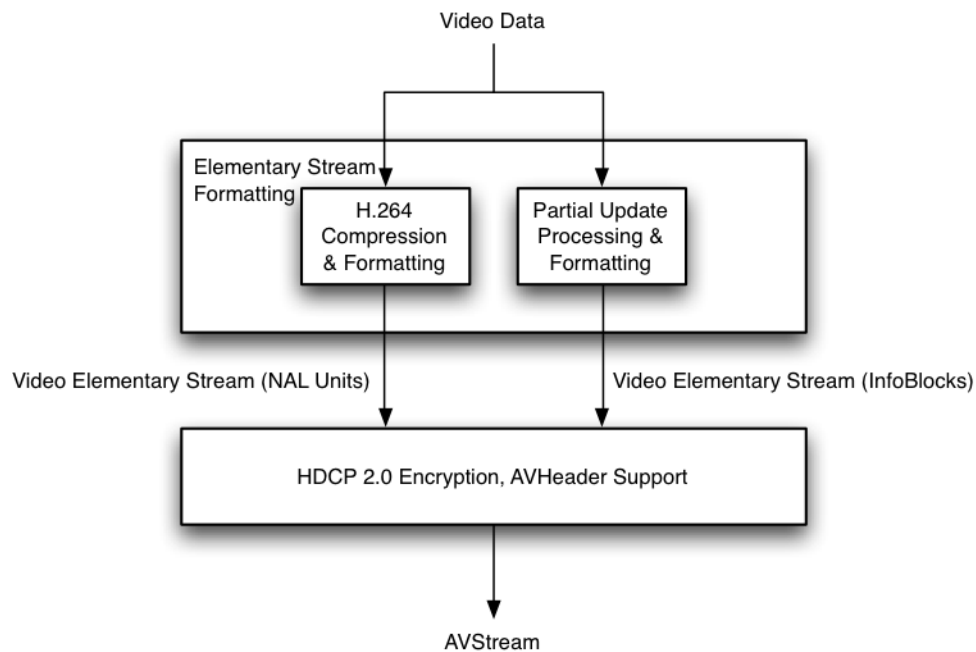 Video Data
Elementary Stream
Formatting
H.264
Compression
& Formatting
Partial Update
Processing &
Formatting
Video Elementary Stream (NAL Units)
Video Elementary Stream (InfoBlocks)
HDCP 2.0 Encryption, AVHeader Support
AVStream